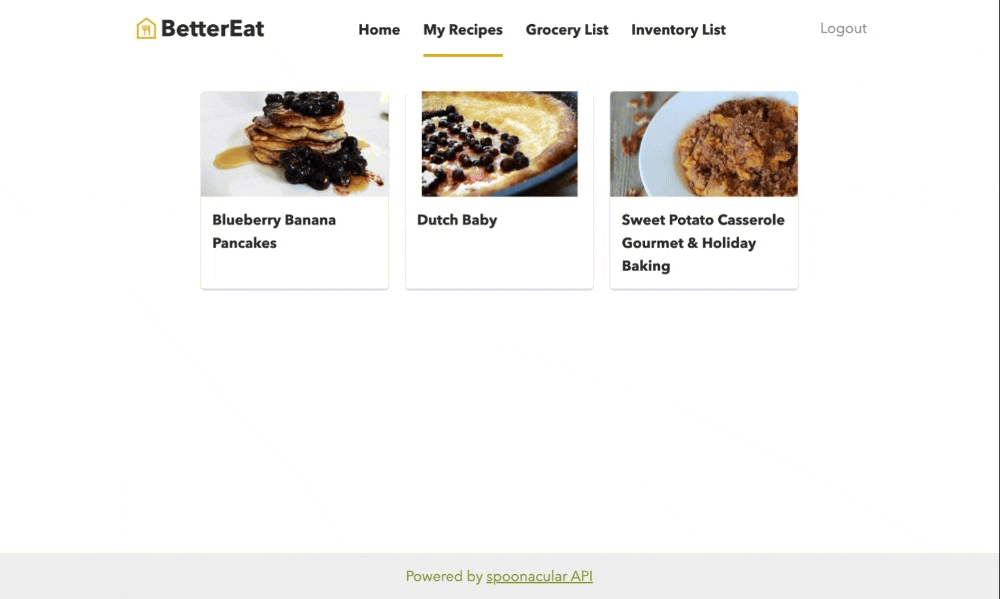 BetterEat
Home My Recipes Grocery List Inventory List
Logout
Blueberry Banana
Pancakes
Dutch Baby
Sweet Potato Casserole
Gourmet & Holiday
Baking
Powered by spoonacular API